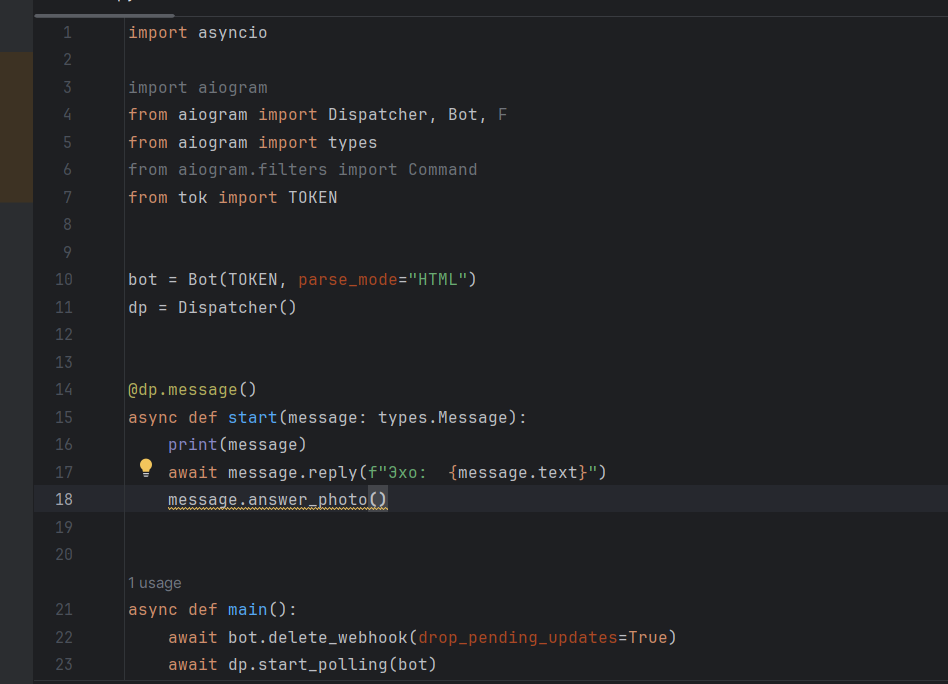 1 import asyncio
2
3 import aiogram
4 from aiogram import Dispatcher, Bot, F
5 from aiogram import types
6 from aiogram.filters import Command
7 from tok import TOKEN
8
9
10 bot = Bot(TOKEN, parse_mode="HTML")
11 dp = Dispatcher()
12
13
14 @dp.message()
15 async def start(message: types.Message):
16     print(message)
17     await message.reply(f"Эхо:  {message.text}")
18     message.answer_photo()
19
20
1 usage
21 async def main():
22     await bot.delete_webhook(drop_pending_updates=True)
23     await dp.start_polling(bot)